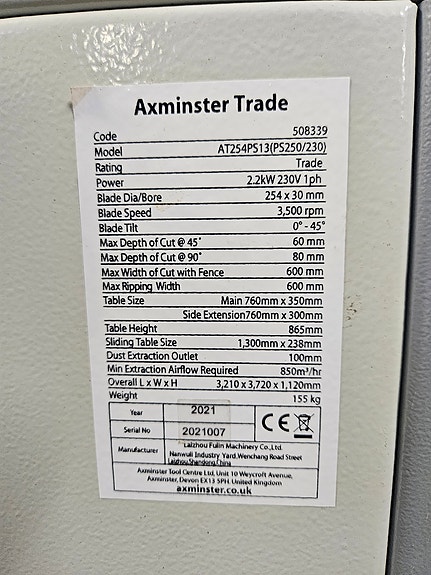 Axminster Trade
Code 508339
Model AT254PS13(PS250/230)
Rating Trade
Power 2.2kW 230V 1ph
Blade Dia/Bore 254 x 30 mm
Blade Speed 3,500 rpm
Blade Tilt 0° - 45°
Max Depth of Cut @ 45° 60 mm
Max Depth of Cut @ 90° 80 mm
Max Width of Cut with Fence 600 mm
Max Ripping Width 600 mm
Table Size Main 760mm x 350mm
Side Extension760mm x 300mm
Table Height 865mm
Sliding Table Size 1,300mm x 238mm
Dust Extraction Outlet 100mm
Min Extraction Airflow Required 850m³/hr
Overall L x W x H 3,210 x 3,720 x 1,120mm
Weight 155 kg
Year 2021
Serial No 2021007
CE
Manufacturer Laizhou Fulin Machinery Co.,Ltd.
Nanwuli Industry Yard,Wenchang Road Street
Laizhou,Shandong,China
Axminster Tool Centre Ltd, Unit 10 Weycroft Avenue,
Axminster, Devon EX13 5PH, United Kingdom
axminster.co.uk